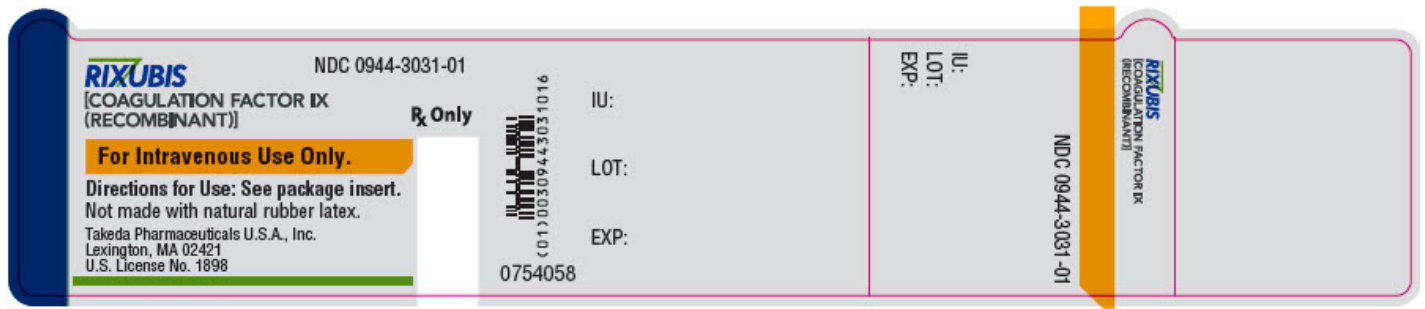 RIXUBIS
NDC 0944-3031-01
[COAGULATION FACTOR IX
(RECOMBINANT)]
Rx Only
For Intravenous Use Only.
Directions for Use: See package insert.
Not made with natural rubber latex.
Takeda Pharmaceuticals U.S.A., Inc.
Lexington, MA 02421
U.S. License No. 1898
(01)00309443031016
0754058
IU:
LOT:
EXP:
IU:
LOT:
EXP:
NDC 0944-3031-01
RIXUBIS
[COAGULATION FACTOR IX
(RECOMBINANT)]